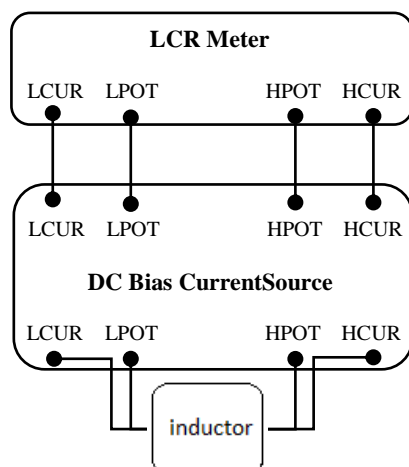 LCR Meter
LCUR LPOT HPOT HCUR
LCUR LPOT HPOT HCUR
DC Bias CurrentSource
LCUR LPOT HPOT HCUR
inductor